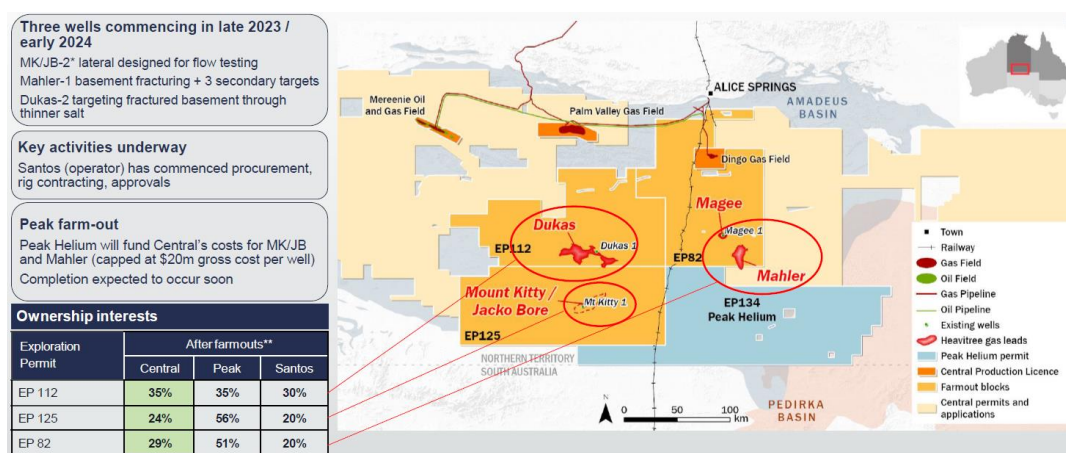 Three wells commencing in late 2023 /
early 2024
MK/JB-2* lateral designed for flow testing
Mahler-1 basement fracturing + 3 secondary targets
Dukas-2 targeting fractured basement through
thinner salt
Key activities underway
Santos (operator) has commenced procurement,
rig contracting, approvals
Peak farm-out
Peak Helium will fund Central's costs for MK/JB
and Mahler (capped at $20m gross cost per well)
Completion expected to occur soon
Ownership interests
Exploration
Permit
After farmouts**
Central Peak Santos
EP 112 35% 35% 30%
EP 125 24% 56% 20%
EP 82 29% 51% 20%
Mereenie Oil
and Gas Field
Palm Valley Gas Field
ALICE SPRINGS
AMADEUS
BASIN
Dingo Gas Field
Magee
Magee 1
Dukas
Dukas 1
EP112
EP82
Mahler
Mount Kitty /
Jacko Bore
Mt Kitty 1
EP134
Peak Helium
EP125
NORTHERN TERRITORY
SOUTH AUSTRALIA
PEDIRKA
BASIN
N
0 50 100
km
Town
Railway
Gas Field
Oil Field
Gas Pipeline
Oil Pipeline
Existing wells
Heavitree gas leads
Peak Helium permit
Central Production Licence
Farmout blocks
Central permits and
applications